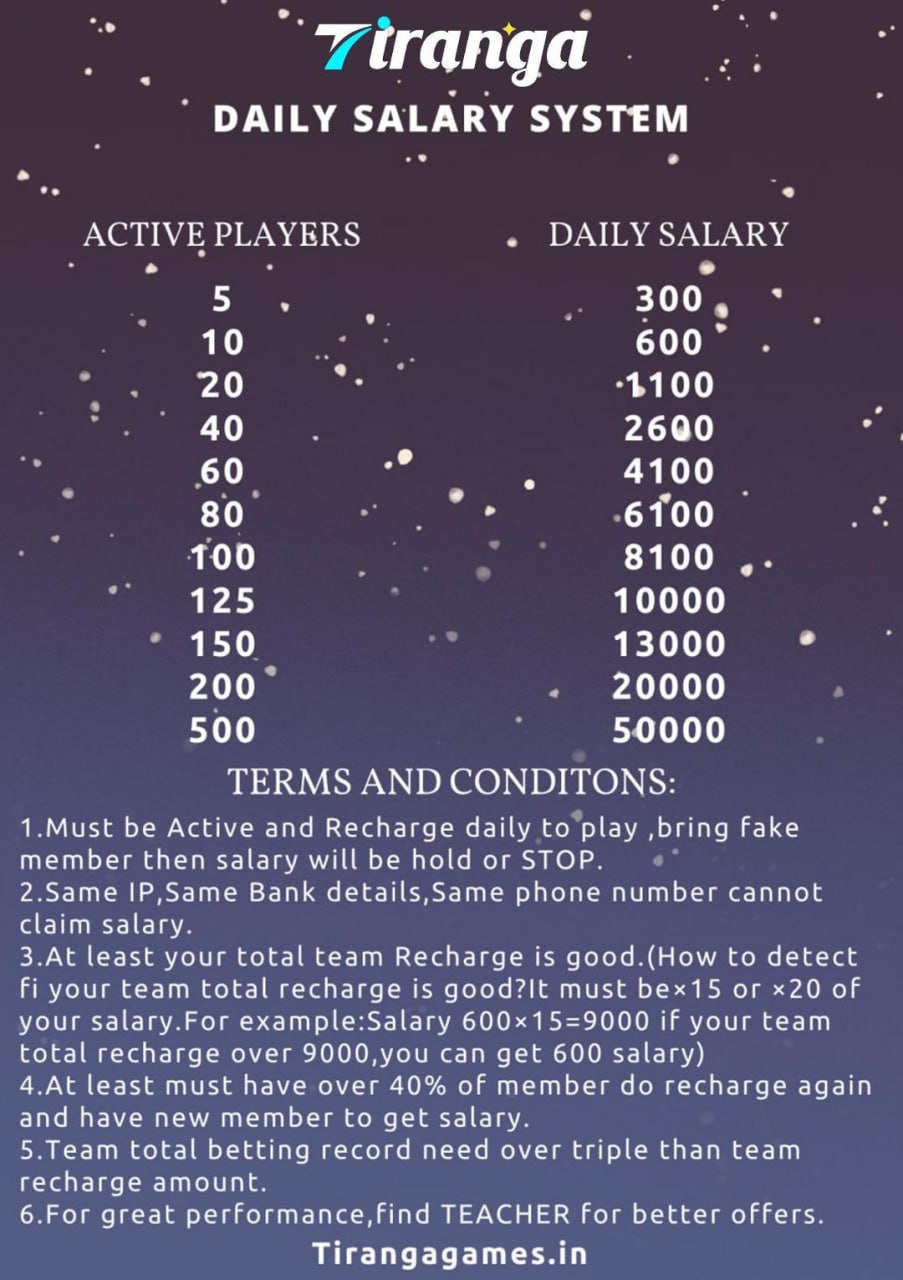 Tiranga
DAILY SALARY SYSTEM
ACTIVE PLAYERS DAILY SALARY
5 300
10 600
20 1100
40 2600
60 4100
80 6100
100 8100
125 10000
150 13000
200 20000
500 50000
TERMS AND CONDITONS:
1.Must be Active and Recharge daily to play ,bring fake
member then salary will be hold or STOP.
2.Same IP,Same Bank details,Same phone number cannot
claim salary.
3.At least your total team Recharge is good.(How to detect
fi your team total recharge is good?It must be×15 or ×20 of
your salary.For example:Salary 600×15=9000 if your team
total recharge over 9000,you can get 600 salary)
4.At least must have over 40% of member do recharge again
and have new member to get salary.
5.Team total betting record need over triple than team
recharge amount.
6.For great performance,find TEACHER for better offers.
Tirangagames.in